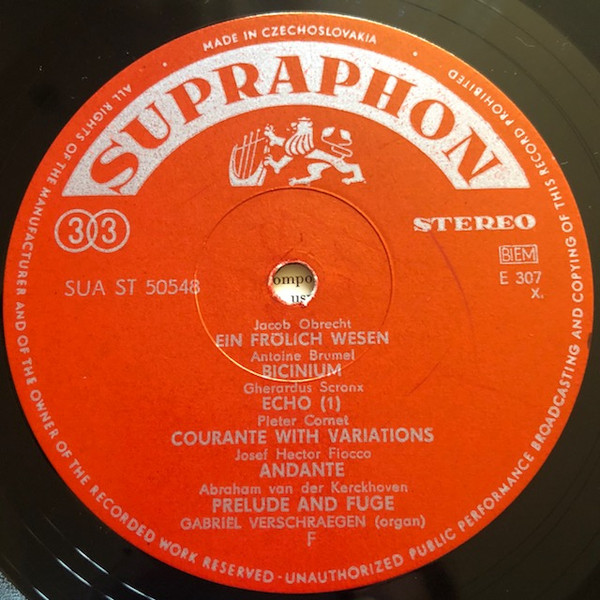 MADE IN CZECHOSLOVAKIA
ALL RIGHTS OF THE MANUFACTURER AND OF THE OWNER OF THE RECORDED WORK RESERVED - UNAUTHORIZED PUBLIC PERFORMANCE BROADCASTING AND COPYING OF THIS RECORD PROHIBITED
SUPRAPHON
33
STEREO
BIEM
SUA ST 50548
E 307
X.
ompo
us
Jacob Obrecht
EIN FRÖLICH WESEN
Antoine Brumel
BICINIUM
Gherardus Scronx
ECHO (1)
Pieter Cornet
COURANTE WITH VARIATIONS
Josef Hector Fiocco
ANDANTE
Abraham van der Kerckhoven
PRELUDE AND FUGE
GABRIEL VERSCHRAEGEN (organ)
F